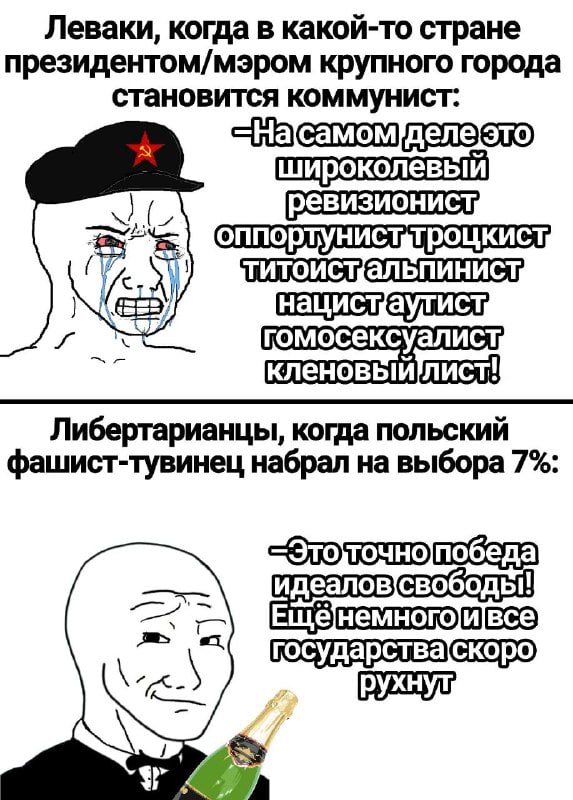 Леваки, когда в какой-то стране
президентом/мэром крупного города
становится коммунист:
–На самом деле это
широколевый
ревизионист
оппортунист троцкист
титоист альпинист
нацист аутист
гомосексуалист
кленовый лист!
Либертарианцы, когда польский
фашист-тувинец набрал на выбора 7%:
–Это точно победа
идеалов свободы!
Ещё немного и все
государства скоро
рухнут